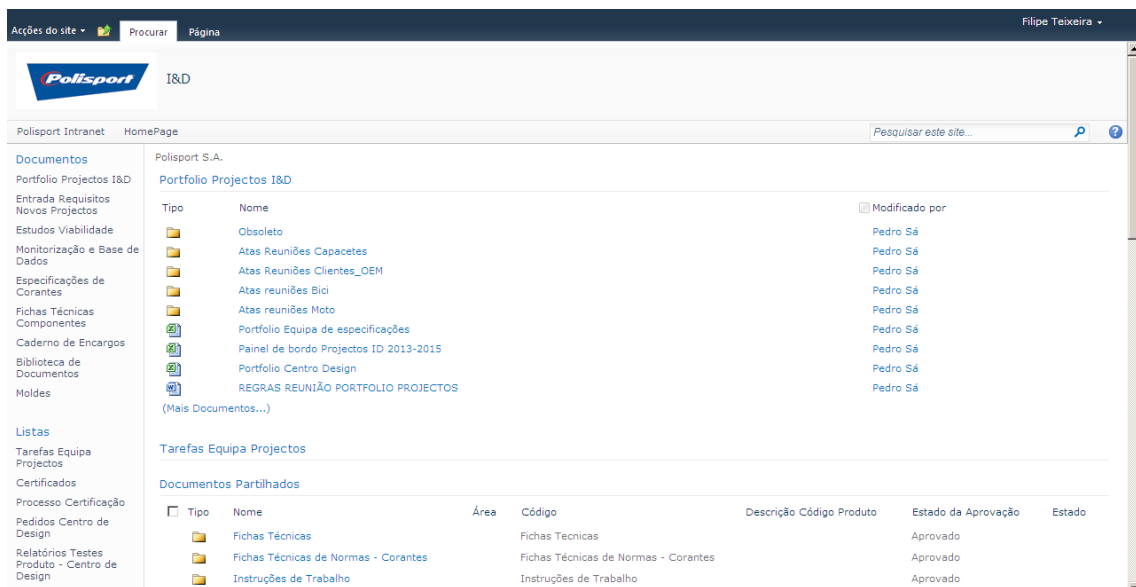 Acções do site
Procurar
Página
Filipe Teixeira
Polisport
I&D
Polisport Intranet
HomePage
Pesquisar este site...
Documentos
Portfolio Projectos I&D
Entrada Requisitos
Novos Projectos
Estudos Viabilidade
Monitorização e Base de
Dados
Especificações de
Corantes
Fichas Técnicas
Componentes
Caderno de Encargos
Biblioteca de
Documentos
Moldes
Listas
Tarefas Equipa
Projectos
Certificados
Processo Certificação
Pedidos Centro de
Design
Relatórios Testes
Produto - Centro de
Design
Polisport S.A.
Portfolio Projectos I&D
Tipo Nome Modificado por
Obsoleto Pedro Sá
Atas Reuniões Capacetes Pedro Sá
Atas Reuniões Clientes_OEM Pedro Sá
Atas reuniões Bici Pedro Sá
Atas reuniões Moto Pedro Sá
Portfolio Equipa de especificações Pedro Sá
Painel de bordo Projectos ID 2013-2015 Pedro Sá
Portfolio Centro Design Pedro Sá
REGRAS REUNIÃO PORTFOLIO PROJECTOS Pedro Sá
(Mais Documentos...)
Tarefas Equipa Projectos
Documentos Partilhados
Tipo Nome Área Código Descrição Código Produto Estado da Aprovação Estado
Fichas Técnicas Fichas Tecnicas Aprovado
Fichas Técnicas de Normas - Corantes Fichas Técnicas de Normas - Corantes Aprovado
Instruções de Trabalho Instruções de Trabalho Aprovado